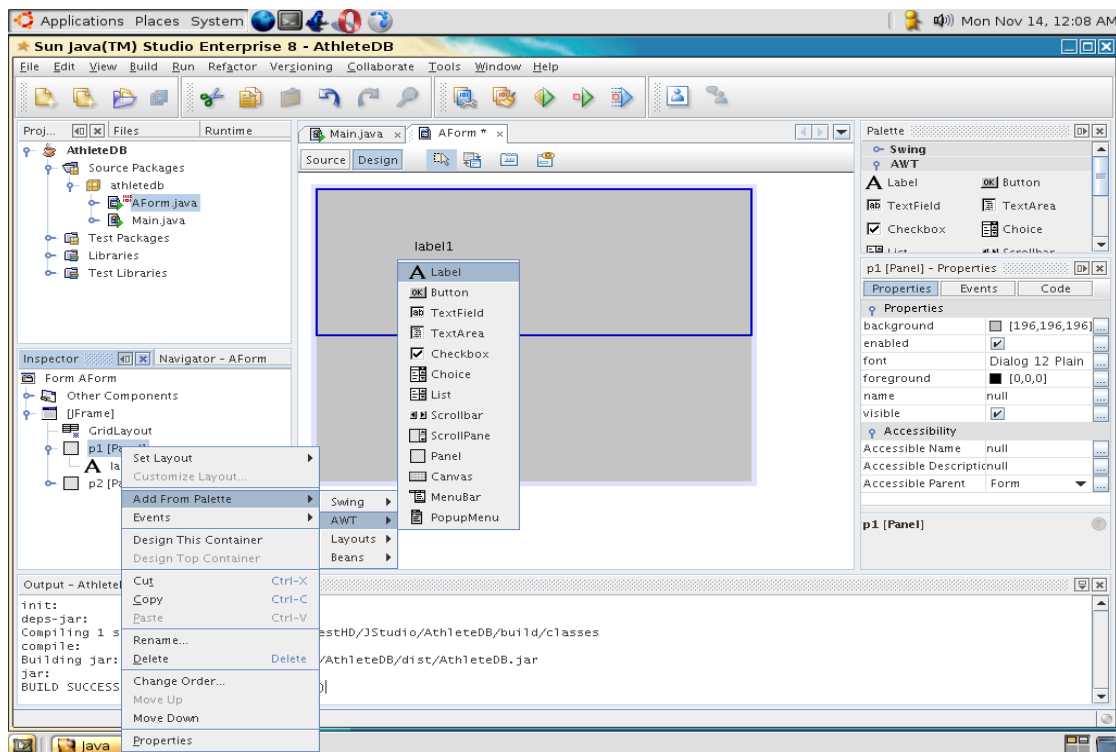 Applications Places System
Mon Nov 14, 12:08 AM
Sun Java(TM) Studio Enterprise 8 - AthleteDB
File Edit View Build Run Refactor Versioning Collaborate Tools Window Help
Proj... Files Runtime
AthleteDB
Source Packages
athletedb
AForm.java
Main.java
Test Packages
Libraries
Test Libraries
Inspector Navigator - AForm
Form AForm
Other Components
[JFrame]
GridLayout
p1
p2
Main.java x AForm * x
Source Design
label1
Set Layout
Customize Layout...
Add From Palette
Events
Design This Container
Design Top Container
Cut Ctrl-X
Copy Ctrl-C
Paste Ctrl-V
Rename...
Delete Delete
Change Order...
Move Up
Move Down
Properties
Swing
AWT
Layouts
Beans
Label
Button
TextField
TextArea
Checkbox
Choice
List
Scrollbar
ScrollPane
Panel
Canvas
MenuBar
PopupMenu
Palette
Swing
AWT
Label Button
TextField TextArea
Checkbox Choice
List Scrollbar
p1 [Panel] - Properties
Properties Events Code
Properties
background [196,196,196] ...
enabled ...
font Dialog 12 Plain ...
foreground [0,0,0] ...
name null ...
visible ...
Accessibility
Accessible Name null ...
Accessible Descriptionnull ...
Accessible Parent Form ...
p1 [Panel]
Output -
init:
deps-jar:
Compiling 1 estHD/JStudio/AthleteDB/build/classes
compile:
Building jar: /AthleteDB/dist/AthleteDB.jar
jar:
BUILD SUCCESS
Java